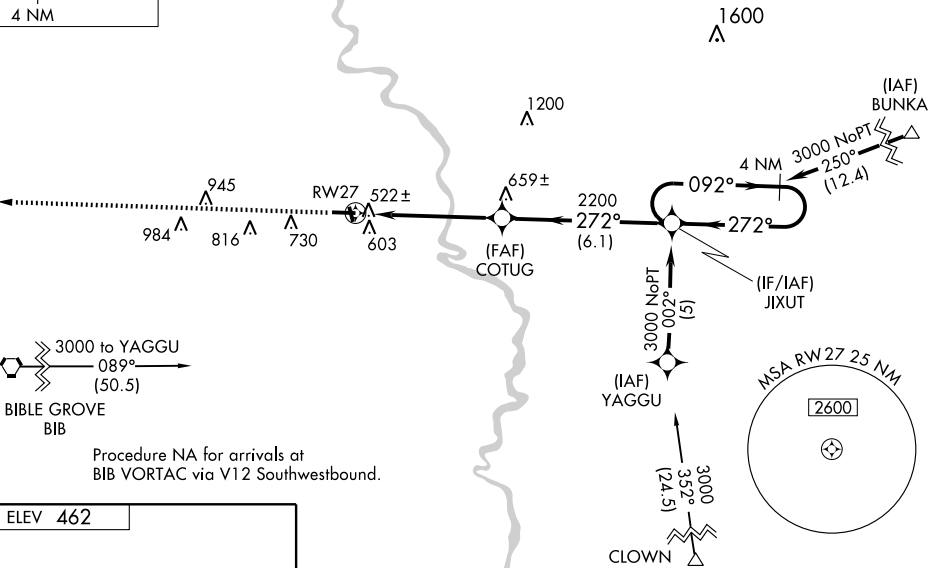 4 NM
1600
(IAF)
BUNKA
1200
3000 NoPT
250°
(12.4)
4 NM
092°
945
RW27
522±
659±
2200
272°
(6.1)
272°
984
816
730
603
(FAF)
COTUG
(IF/IAF)
JIXUT
3000 NoPT
002°
(5)
3000 to YAGGU
089°
(50.5)
BIBLE GROVE
BIB
(IAF)
YAGGU
MSA RW27 25 NM
2600
Procedure NA for arrivals at
BIB VORTAC via V12 Southwestbound.
3000
352°
(24.5)
ELEV 462
CLOWN